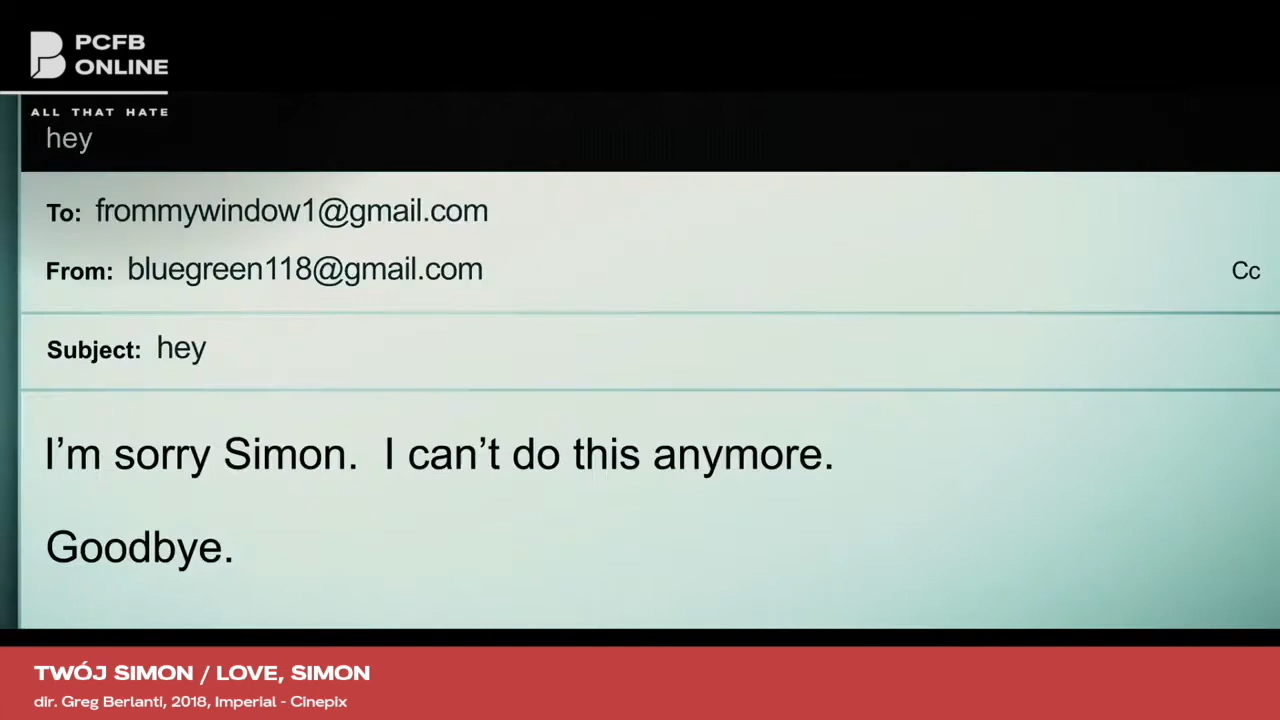 PCFB
ONLINE
ALL THAT HATE
hey
To: frommywindow1@gmail.com
From: bluegreen118@gmail.com
Cc
Subject: hey
I’m sorry Simon.  I can’t do this anymore.
Goodbye.
TWÓJ SIMON / LOVE, SIMON
dir. Greg Berlanti, 2018, Imperial - Cinepix